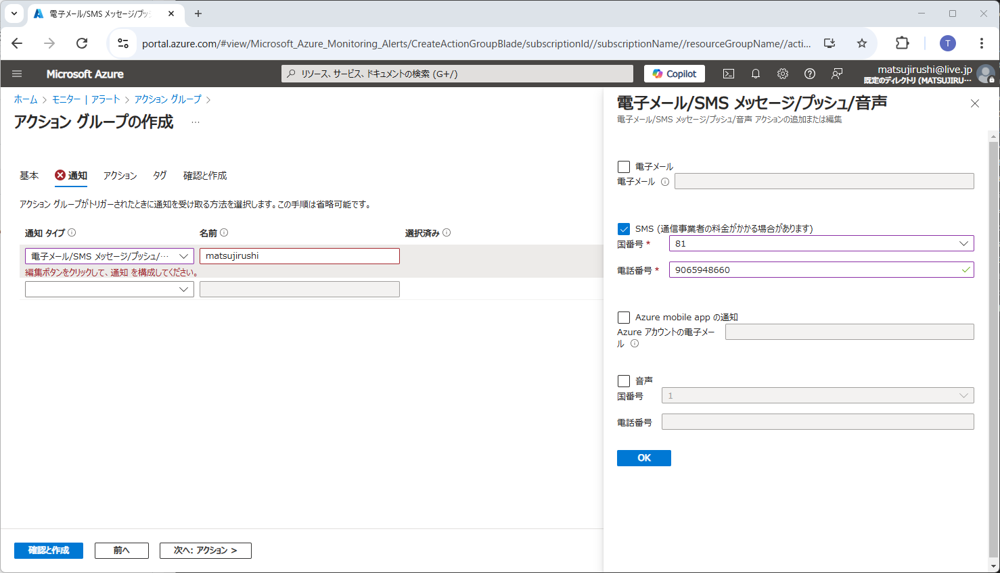 電子メール/SMS メッセージ/プッシ
portal.azure.com/#view/Microsoft_Azure_Monitoring_Alerts/CreateActionGroupBlade/subscriptionId//subscriptionName//resourceGroupName//acti...
T
Microsoft Azure
リソース、サービス、ドキュメントの検索 (G+/)
Copilot
matsujirushi@live.jp
既定のディレクトリ (MATSUJIRU...
ホーム > モニター | アラート > アクション グループ >
アクション グループの作成 ...
基本 通知 アクション タグ 確認と作成
アクション グループがトリガーされたときに通知を受け取る方法を選択します。この手順は省略可能です。
通知 タイプ 名前 選択済み
電子メール/SMS メッセージ/プッシュ/... matsujirushi
編集ボタンをクリックして、通知 を構成してください。
確認と作成 前へ 次へ: アクション >
電子メール/SMS メッセージ/プッシュ/音声
電子メール/SMS メッセージ/プッシュ/音声 アクションの追加または編集
電子メール
電子メール
SMS (通信事業者の料金がかかる場合があります)
国番号 * 81
電話番号 * 9065948660
Azure mobile app の通知
Azure アカウントの電子メー
ル
音声
国番号 1
電話番号
OK